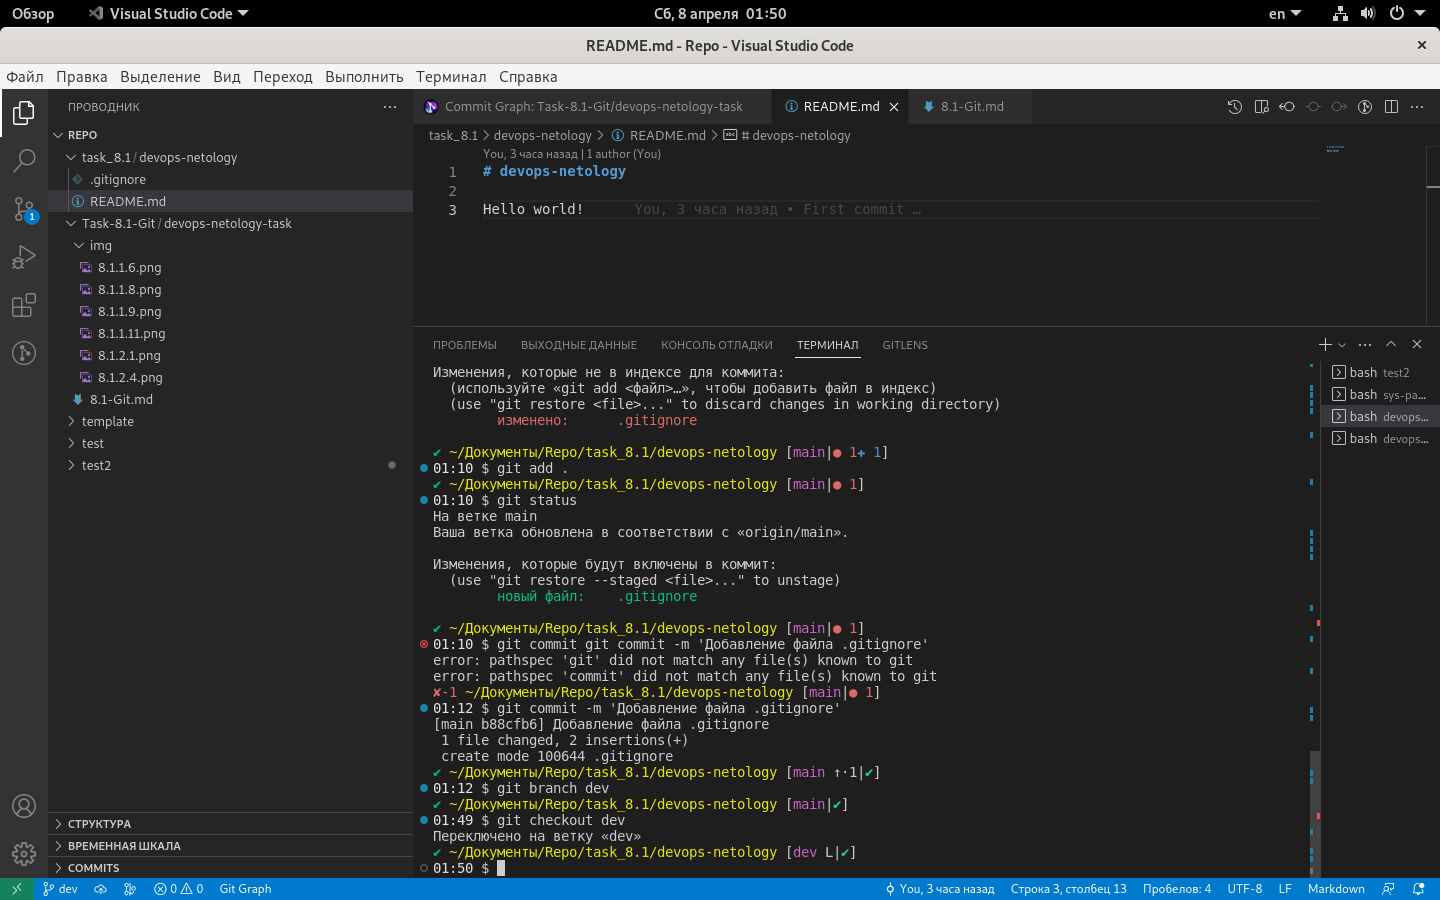 Обзор
Visual Studio Code
Сб, 8 апреля 01:50
en
README.md - Repo - Visual Studio Code
Файл Правка Выделение Вид Переход Выполнить Терминал Справка
ПРОВОДНИК
REPO
task_8.1 / devops-netology
.gitignore
README.md
1
Task-8.1-Git / devops-netology-task
img
8.1.1.6.png
8.1.1.8.png
8.1.1.9.png
8.1.1.11.png
8.1.2.1.png
8.1.2.4.png
8.1-Git.md
template
test
test2
СТРУКТУРА
ВРЕМЕННАЯ ШКАЛА
COMMITS
Commit Graph: Task-8.1-Git/devops-netology-task
README.md
8.1-Git.md
task_8.1 > devops-netology > README.md > # devops-netology
You, 3 часа назад | 1 author (You)
1 # devops-netology
2
3 Hello world! You, 3 часа назад • First commit …
ПРОБЛЕМЫ ВЫХОДНЫЕ ДАННЫЕ КОНСОЛЬ ОТЛАДКИ ТЕРМИНАЛ GITLENS
Изменения, которые не в индексе для коммита:
(используйте «git add <файл>…», чтобы добавить файл в индекс)
(use "git restore <file>..." to discard changes in working directory)
изменено: .gitignore
✔ ~/Документы/Repo/task_8.1/devops-netology [main|● 1✚ 1]
01:10 $ git add .
✔ ~/Документы/Repo/task_8.1/devops-netology [main|● 1]
01:10 $ git status
На ветке main
Ваша ветка обновлена в соответствии с «origin/main».
Изменения, которые будут включены в коммит:
(use "git restore --staged <file>..." to unstage)
новый файл: .gitignore
✔ ~/Документы/Repo/task_8.1/devops-netology [main|● 1]
01:10 $ git commit git commit -m 'Добавление файла .gitignore'
error: pathspec 'git' did not match any file(s) known to git
error: pathspec 'commit' did not match any file(s) known to git
✘-1 ~/Документы/Repo/task_8.1/devops-netology [main|● 1]
01:12 $ git commit -m 'Добавление файла .gitignore'
[main b88cfb6] Добавление файла .gitignore
1 file changed, 2 insertions(+)
create mode 100644 .gitignore
✔ ~/Документы/Repo/task_8.1/devops-netology [main ↑·1|✔]
01:12 $ git branch dev
✔ ~/Документы/Repo/task_8.1/devops-netology [main|✔]
01:49 $ git checkout dev
Переключено на ветку «dev»
✔ ~/Документы/Repo/task_8.1/devops-netology [dev L|✔]
01:50 $
bash test2
bash sys-pa…
bash devops…
bash devops…
dev 0 0 Git Graph
You, 3 часа назад Строка 3, столбец 13 Пробелов: 4 UTF-8 LF Markdown